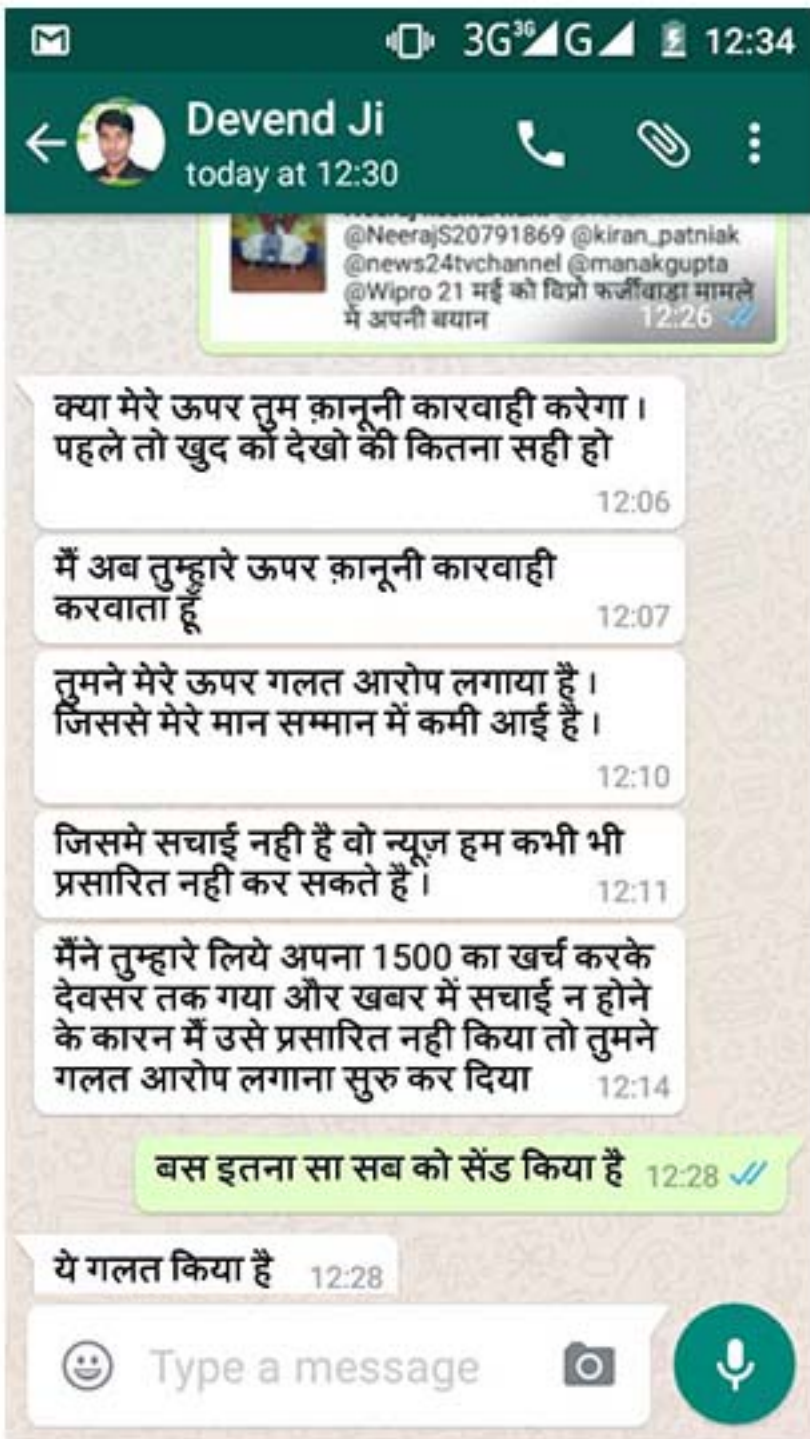 3G 3G G 12:34
Devend Ji
today at 12:30
@NeerajS20791869 @kiran_patniak
@news24tvchannel @manakgupta
@Wipro 21 मई को विप्रो फर्जीवाडा मामले
में अपनी बयान
12:26
क्या मेरे ऊपर तुम क़ानूनी कारवाही करेगा ।
पहले तो खुद को देखो की कितना सही हो
12:06
मैं अब तुम्हारे ऊपर क़ानूनी कारवाही
करवाता हूँ
12:07
तुमने मेरे ऊपर गलत आरोप लगाया है ।
जिससे मेरे मान सम्मान में कमी आई है ।
12:10
जिसमे सचाई नही है वो न्यूज़ हम कभी भी
प्रसारित नही कर सकते है ।
12:11
मैंने तुम्हारे लिये अपना 1500 का खर्च करके
देवसर तक गया और खबर में सचाई न होने
के कारन मैं उसे प्रसारित नही किया तो तुमने
गलत आरोप लगाना सुरु कर दिया
12:14
बस इतना सा सब को सेंड किया है 12:28
ये गलत किया है 12:28
Type a message